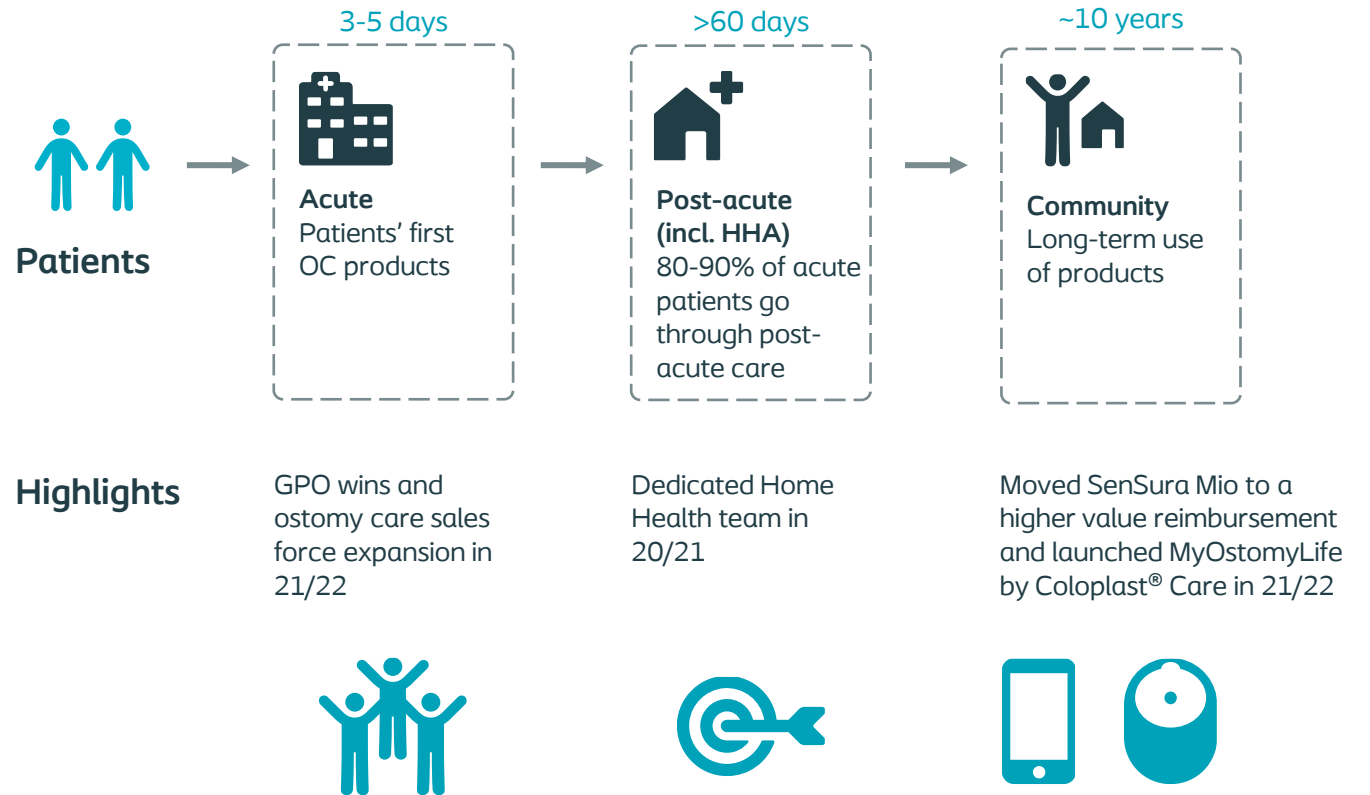 3-5 days
>60 days
~10 years
Patients
Acute
Patients' first
OC products
Post-acute
(incl. HHA)
80-90% of acute
patients go
through post-
acute care
Community
Long-term use
of products
Highlights
GPO wins and
ostomy care sales
force expansion in
21/22
Dedicated Home
Health team in
20/21
Moved SenSura Mio to a
higher value reimbursement
and launched MyOstomyLife
by Coloplast® Care in 21/22